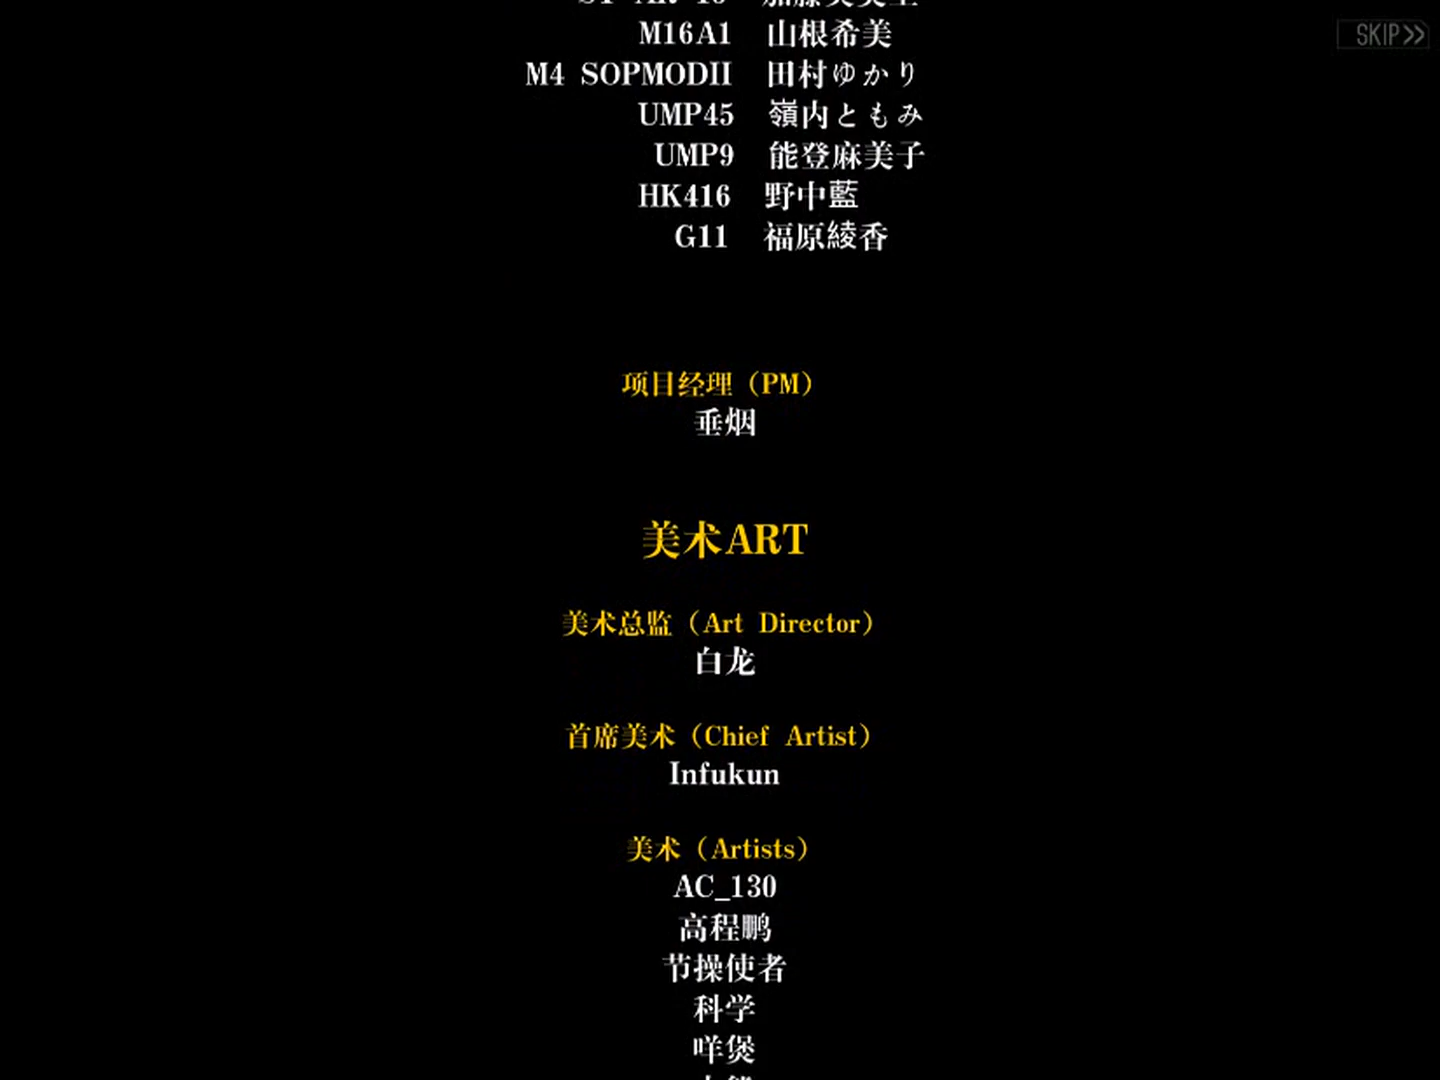 SKIP
M16A1 山根希美
M4 SOPMODII 田村ゆかり
UMP45 嶺内ともみ
UMP9 能登麻美子
HK416 野中藍
G11 福原綾香
项目经理（PM）
垂烟
美术ART
美术总监（Art Director）
白龙
首席美术（Chief Artist）
Infukun
美术（Artists）
AC_130
高程鹏
节操使者
科学
咩煲